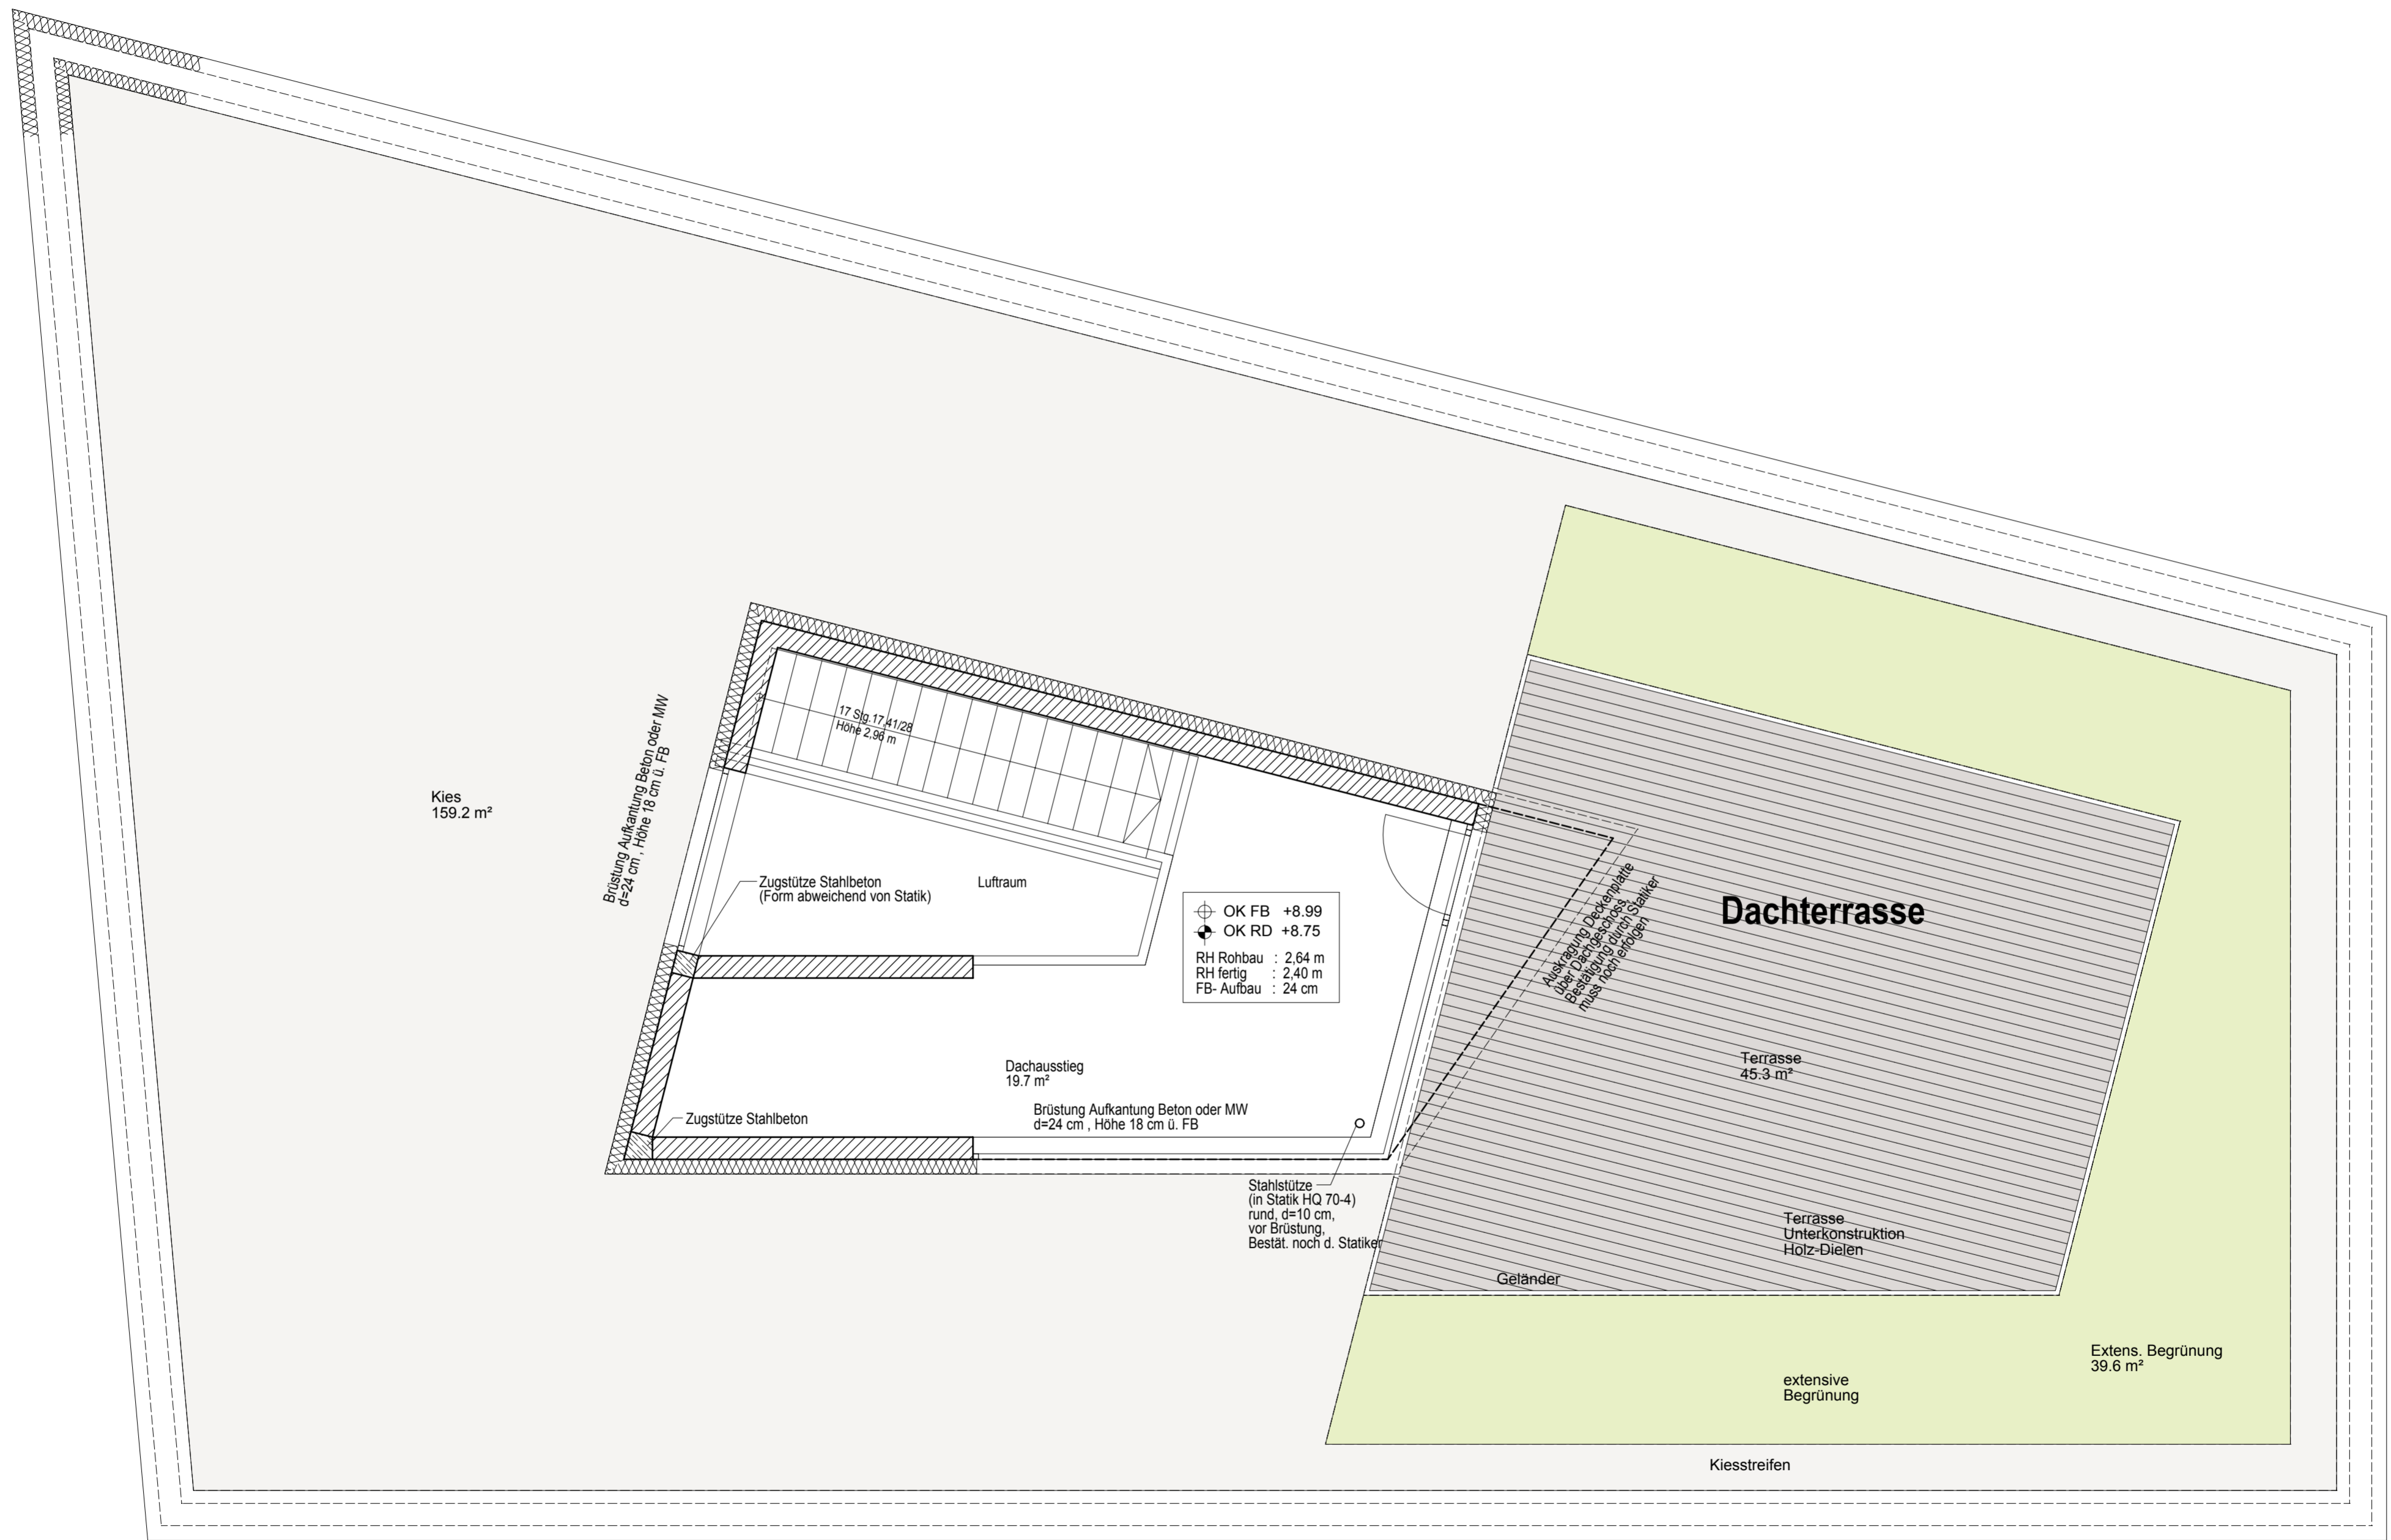 17 Stg.17,41/28
Höhe 2,96 m
Brüstung Aufkantung Beton oder MW
d=24 cm , Höhe 18 cm ü. FB
Kies
159.2 m²
Zugstütze Stahlbeton
(Form abweichend von Statik)
Luftraum
OK FB +8.99
OK RD +8.75
RH Rohbau : 2,64 m
RH fertig : 2,40 m
FB- Aufbau : 24 cm
Auskragung Deckenplatte
über Dachgeschoss,
Bestätigung durch Statiker
muss noch erfolgen
Dachterrasse
Dachausstieg
19.7 m²
Terrasse
45.3 m²
Zugstütze Stahlbeton
Brüstung Aufkantung Beton oder MW
d=24 cm , Höhe 18 cm ü. FB
Stahlstütze
(in Statik HQ 70-4)
rund, d=10 cm,
vor Brüstung,
Bestät. noch d. Statiker
Terrasse
Unterkonstruktion
Holz-Dielen
Geländer
Extens. Begrünung
39.6 m²
extensive
Begrünung
Kiesstreifen